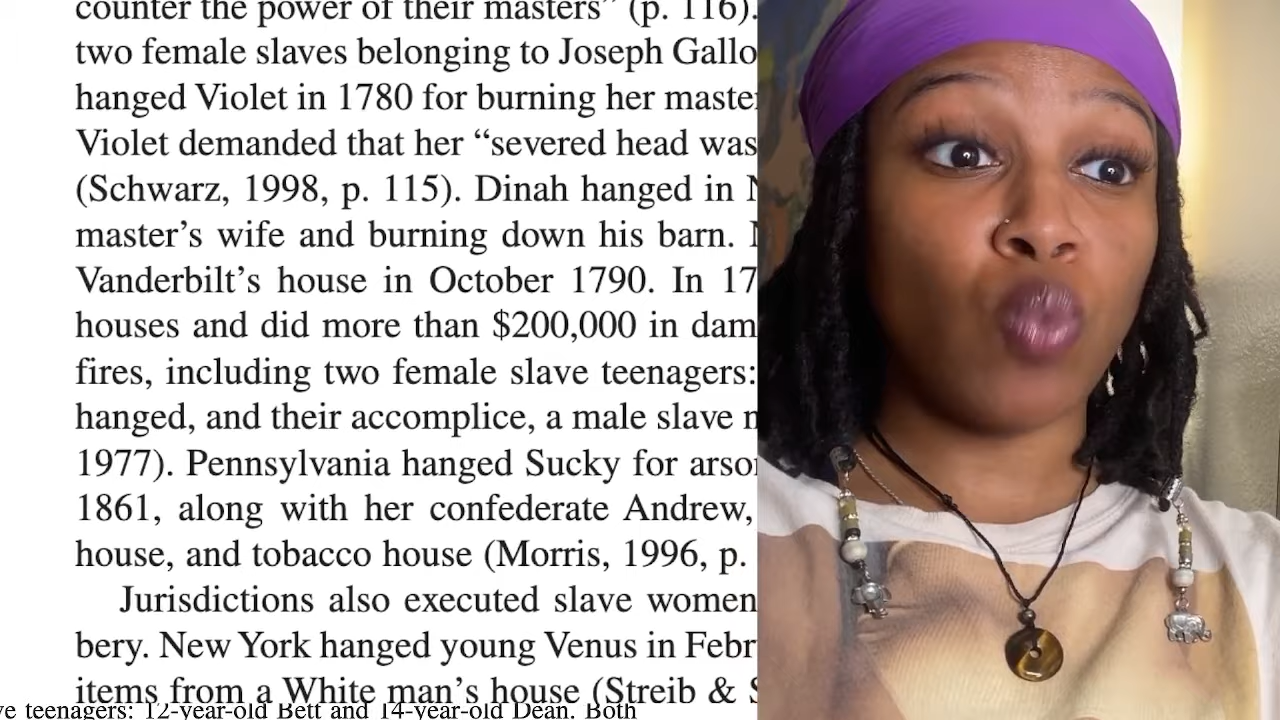 counter the power of their masters” (p. 116).
two female slaves belonging to Joseph Gallo
hanged Violet in 1780 for burning her master
Violet demanded that her “severed head was
(Schwarz, 1998, p. 115). Dinah hanged in N
master’s wife and burning down his barn. N
Vanderbilt’s house in October 1790. In 17
houses and did more than $200,000 in dam
fires, including two female slave teenagers:
hanged, and their accomplice, a male slave n
1977). Pennsylvania hanged Sucky for arson
1861, along with her confederate Andrew,
house, and tobacco house (Morris, 1996, p.
Jurisdictions also executed slave women
bery. New York hanged young Venus in Febr
items from a White man’s house (Streib & S
ve teenagers: 12-year-old Bett and 14-year-old Dean. Both